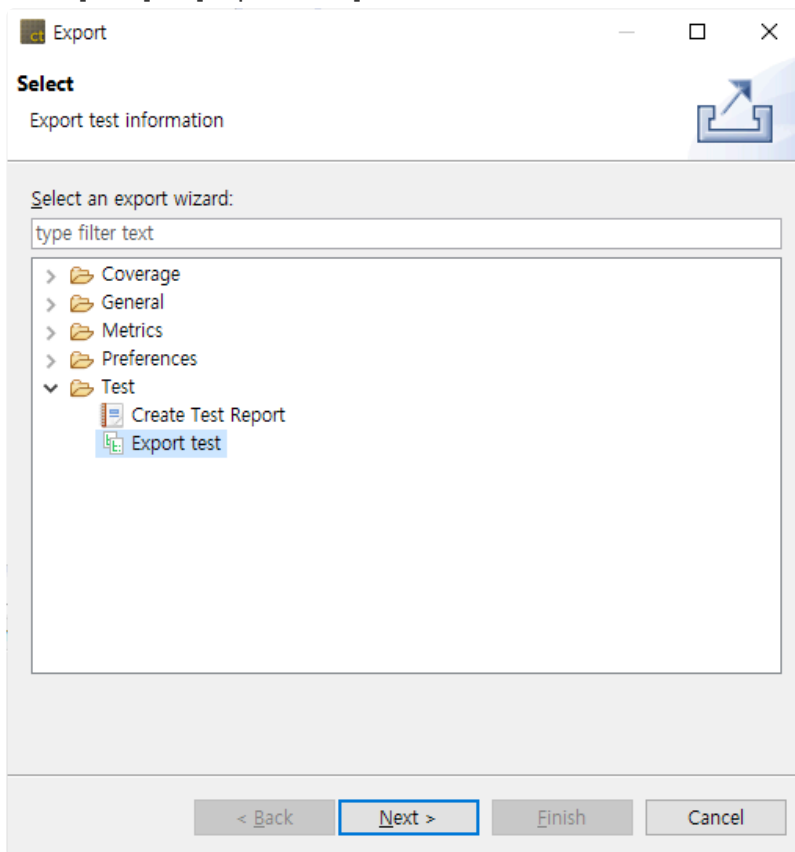 ct Export
Select
Export test information
Select an export wizard:
type filter text
Coverage
General
Metrics
Preferences
Test
Create Test Report
Export test
< Back
Next >
Finish
Cancel